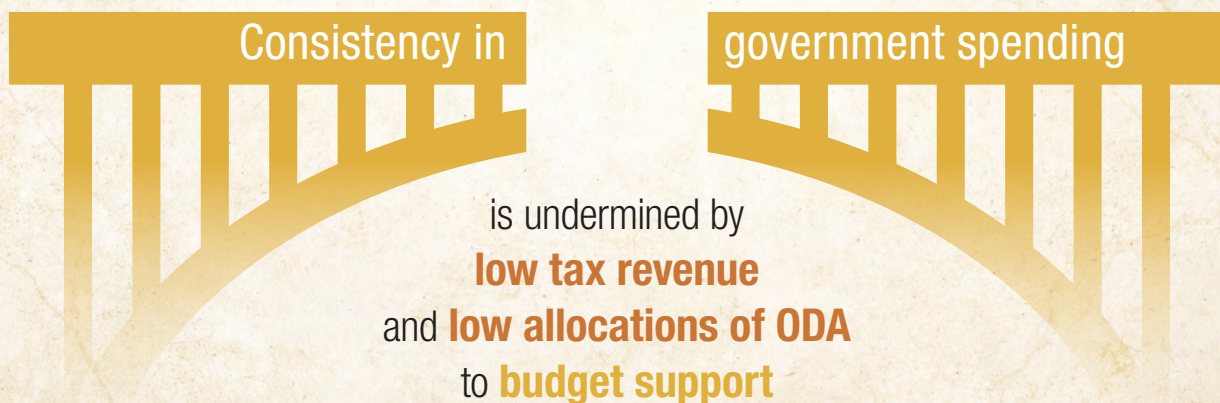 Consistency in government spending
is undermined by
low tax revenue
and low allocations of ODA
to budget support